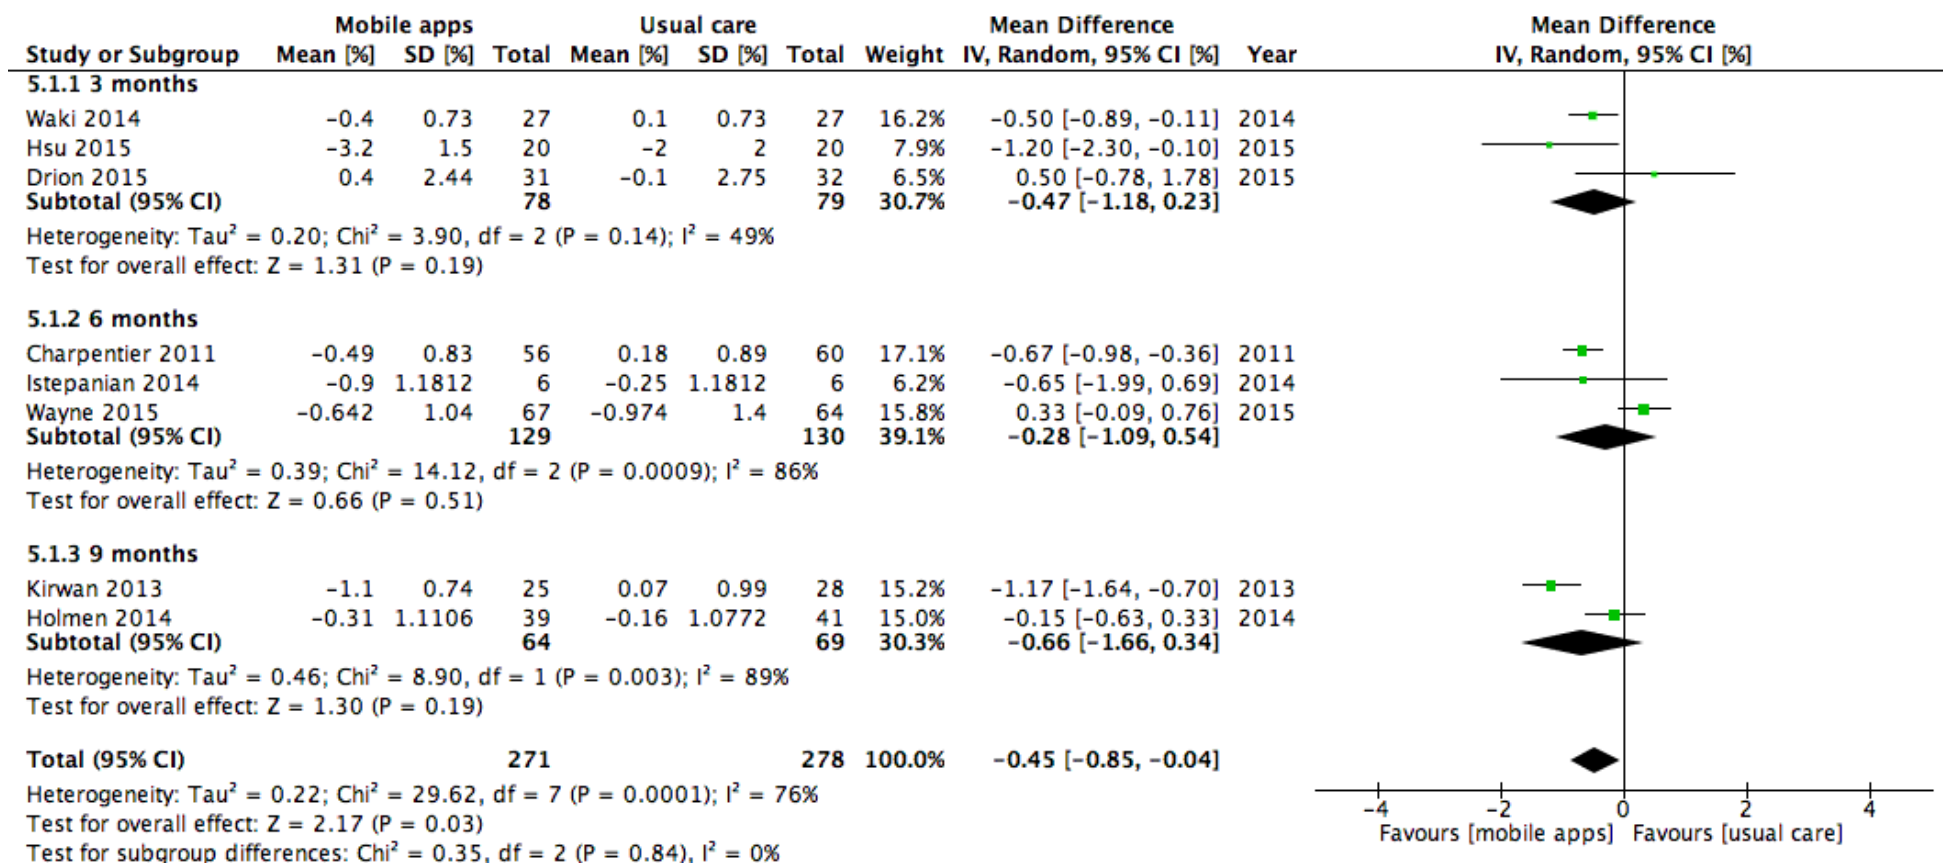 Mobile apps Usual care Mean Difference Mean Difference
Study or Subgroup Mean [%] SD [%] Total Mean [%] SD [%] Total Weight IV, Random, 95% CI [%] Year IV, Random, 95% CI [%]
5.1.1 3 months
Waki 2014 −0.4 0.73 27 0.1 0.73 27 16.2% −0.50 [−0.89, −0.11] 2014
Hsu 2015 −3.2 1.5 20 −2 2 20 7.9% −1.20 [−2.30, −0.10] 2015
Drion 2015 0.4 2.44 31 −0.1 2.75 32 6.5% 0.50 [−0.78, 1.78] 2015
Subtotal (95% CI) 78 79 30.7% −0.47 [−1.18, 0.23]
Heterogeneity: Tau² = 0.20; Chi² = 3.90, df = 2 (P = 0.14); I² = 49%
Test for overall effect: Z = 1.31 (P = 0.19)
5.1.2 6 months
Charpentier 2011 −0.49 0.83 56 0.18 0.89 60 17.1% −0.67 [−0.98, −0.36] 2011
Istepanian 2014 −0.9 1.1812 6 −0.25 1.1812 6 6.2% −0.65 [−1.99, 0.69] 2014
Wayne 2015 −0.642 1.04 67 −0.974 1.4 64 15.8% 0.33 [−0.09, 0.76] 2015
Subtotal (95% CI) 129 130 39.1% −0.28 [−1.09, 0.54]
Heterogeneity: Tau² = 0.39; Chi² = 14.12, df = 2 (P = 0.0009); I² = 86%
Test for overall effect: Z = 0.66 (P = 0.51)
5.1.3 9 months
Kirwan 2013 −1.1 0.74 25 0.07 0.99 28 15.2% −1.17 [−1.64, −0.70] 2013
Holmen 2014 −0.31 1.1106 39 −0.16 1.0772 41 15.0% −0.15 [−0.63, 0.33] 2014
Subtotal (95% CI) 64 69 30.3% −0.66 [−1.66, 0.34]
Heterogeneity: Tau² = 0.46; Chi² = 8.90, df = 1 (P = 0.003); I² = 89%
Test for overall effect: Z = 1.30 (P = 0.19)
Total (95% CI) 271 278 100.0% −0.45 [−0.85, −0.04]
Heterogeneity: Tau² = 0.22; Chi² = 29.62, df = 7 (P = 0.0001); I² = 76%
Test for overall effect: Z = 2.17 (P = 0.03)
Test for subgroup differences: Chi² = 0.35, df = 2 (P = 0.84), I² = 0%
−4 −2 0 2 4
Favours [mobile apps] Favours [usual care]